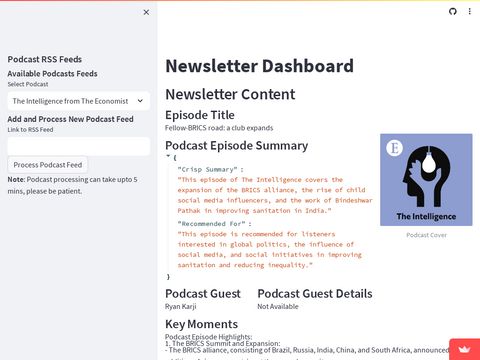 Podcast RSS Feeds
Available Podcasts Feeds
Select Podcast
The Intelligence from The Economist
Add and Process New Podcast Feed
Link to RSS Feed
Process Podcast Feed
Note: Podcast processing can take upto 5
mins, please be patient.
Newsletter Dashboard
Newsletter Content
Episode Title
Fellow-BRICS road: a club expands
Podcast Episode Summary
{
"Crisp Summary" :
"This episode of The Intelligence covers the
expansion of the BRICS alliance, the rise of child
social media influencers, and the work of Bindeshwar
Pathak in improving sanitation in India."
"Recommended For" :
"This episode is recommended for listeners
interested in global politics, the influence of
social media, and social initiatives in improving
sanitation and reducing inequality."
}
E
The Intelligence
Podcast Cover
Podcast Guest
Ryan Karji
Podcast Guest Details
Not Available
Key Moments
Podcast Episode Highlights:
1. The BRICS Summit and Expansion:
- The BRICS alliance, consisting of Brazil, Russia, India, China, and South Africa, announced